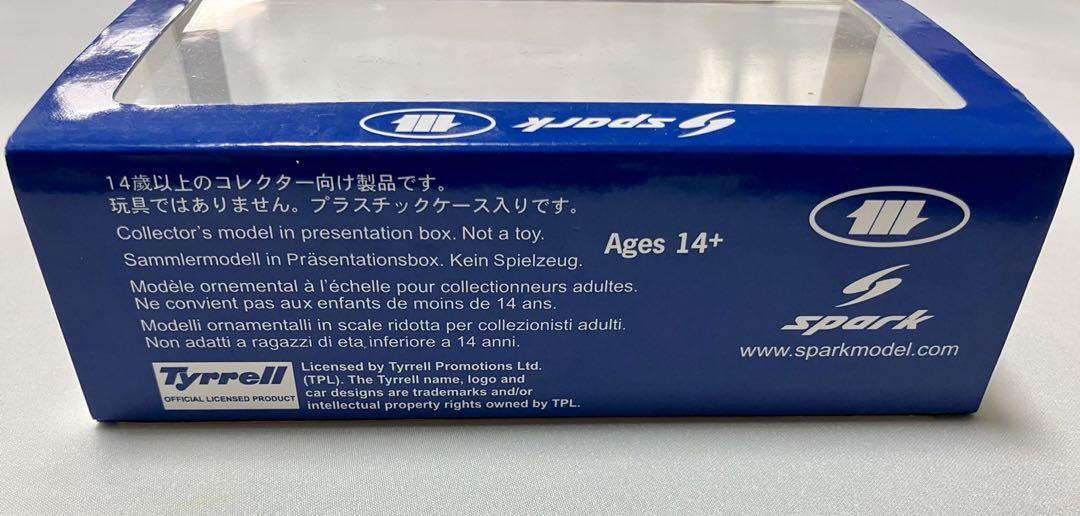 spark
14歳以上のコレクター向け製品です。
玩具ではありません。プラスチックケース入りです。
Collector's model in presentation box. Not a toy.
Sammlermodell in Präsentationsbox. Kein Spielzeug.
Modèle ornemental à l'échelle pour collectionneurs adultes.
Ne convient pas aux enfants de moins de 14 ans.
Modelli ornamentalli in scale ridotta per collezionisti adulti.
Non adatti a ragazzi di eta inferiore a 14 anni.
Ages 14+
Tyrrell
OFFICIAL LICENSED PRODUCT
Licensed by Tyrrell Promotions Ltd.
(TPL). The Tyrrell name, logo and
car designs are trademarks and/or
intellectual property rights owned by TPL.
spark
www.sparkmodel.com